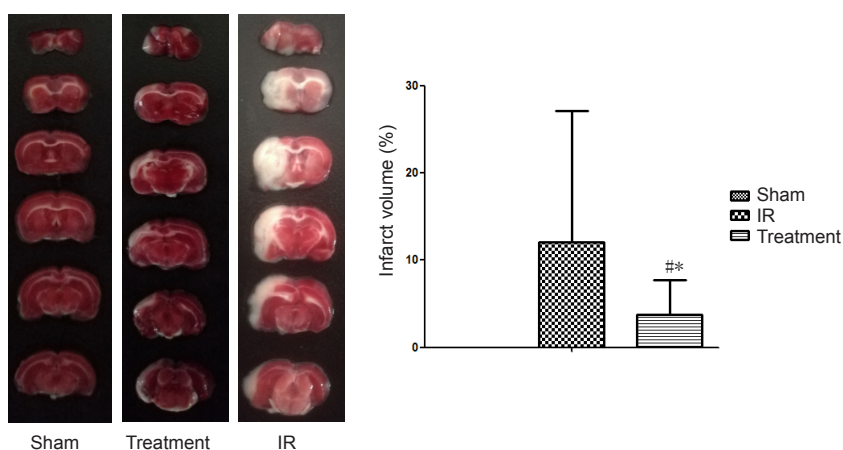 Sham
Treatment
IR
Infarct volume (%)
30
20
10
0
#*
Sham
IR
Treatment